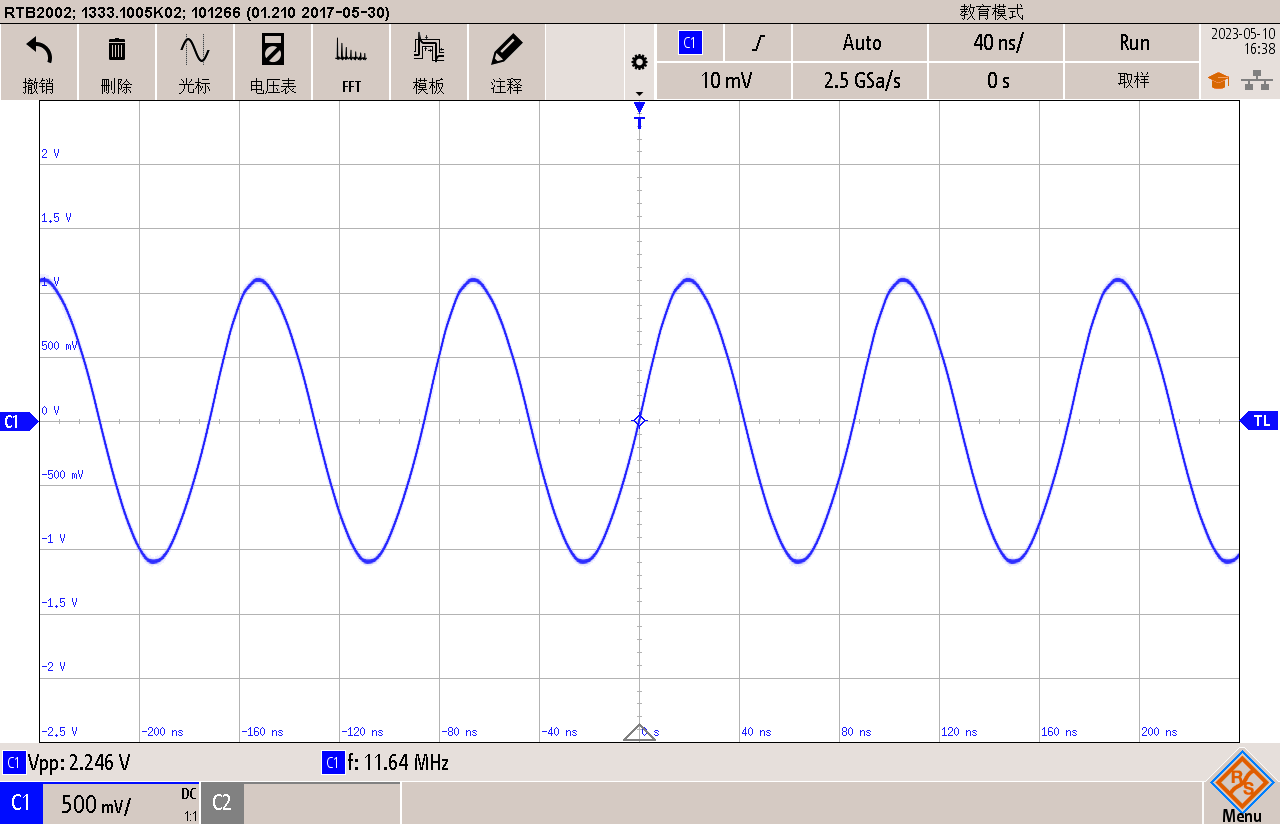 RTB2002; 1333.1005K02; 101266 (01.210 2017-05-30)
教育模式
撤销
刪除
光标
电压表
FFT
模板
注释
C1
Auto
40 ns/
Run
10 mV
2.5 GSa/s
0 s
取样
2023-05-10
16:38
T
2 V
1.5 V
1 V
500 mV
0 V
-500 mV
-1 V
-1.5 V
-2 V
-2.5 V
C1
TL
-200 ns
-160 ns
-120 ns
-80 ns
-40 ns
0 s
40 ns
80 ns
120 ns
160 ns
200 ns
C1 Vpp: 2.246 V
C1 f: 11.64 MHz
C1
500 mV/
DC
1:1
C2
R
S
Menu